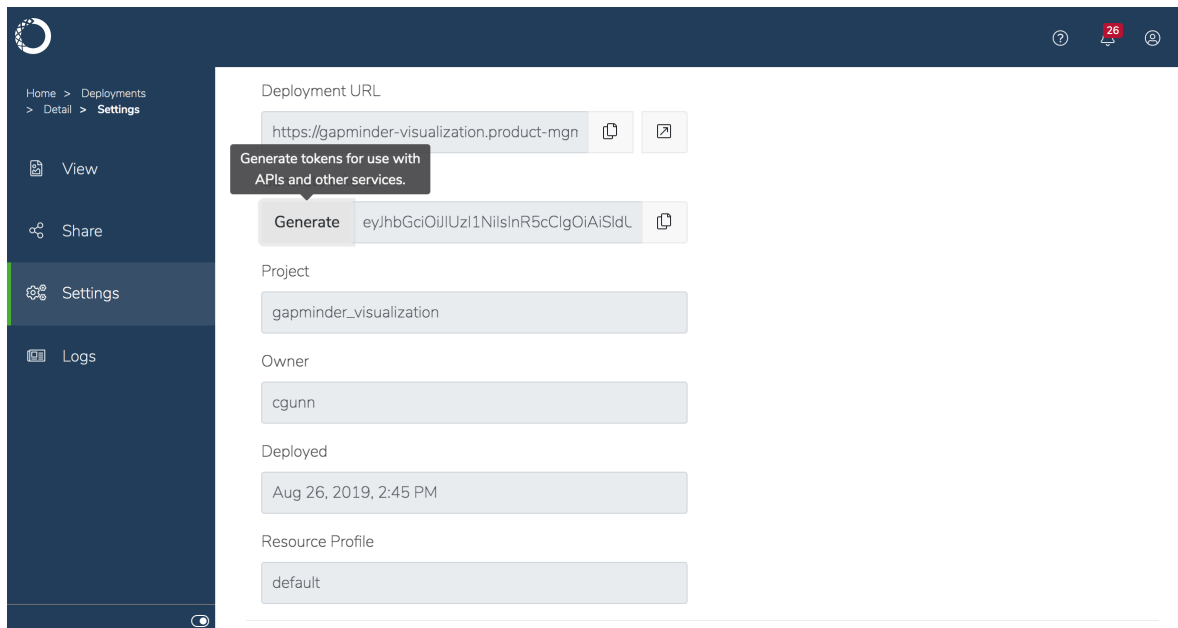 26
Home > Deployments
> Detail > Settings
View
Share
Settings
Logs
Deployment URL
https://gapminder-visualization.product-mgn
Generate tokens for use with
APIs and other services.
Generate eyJhbGciOiJIUzI1NiIsInR5cCIgOiAiSldU
Project
gapminder_visualization
Owner
cgunn
Deployed
Aug 26, 2019, 2:45 PM
Resource Profile
default